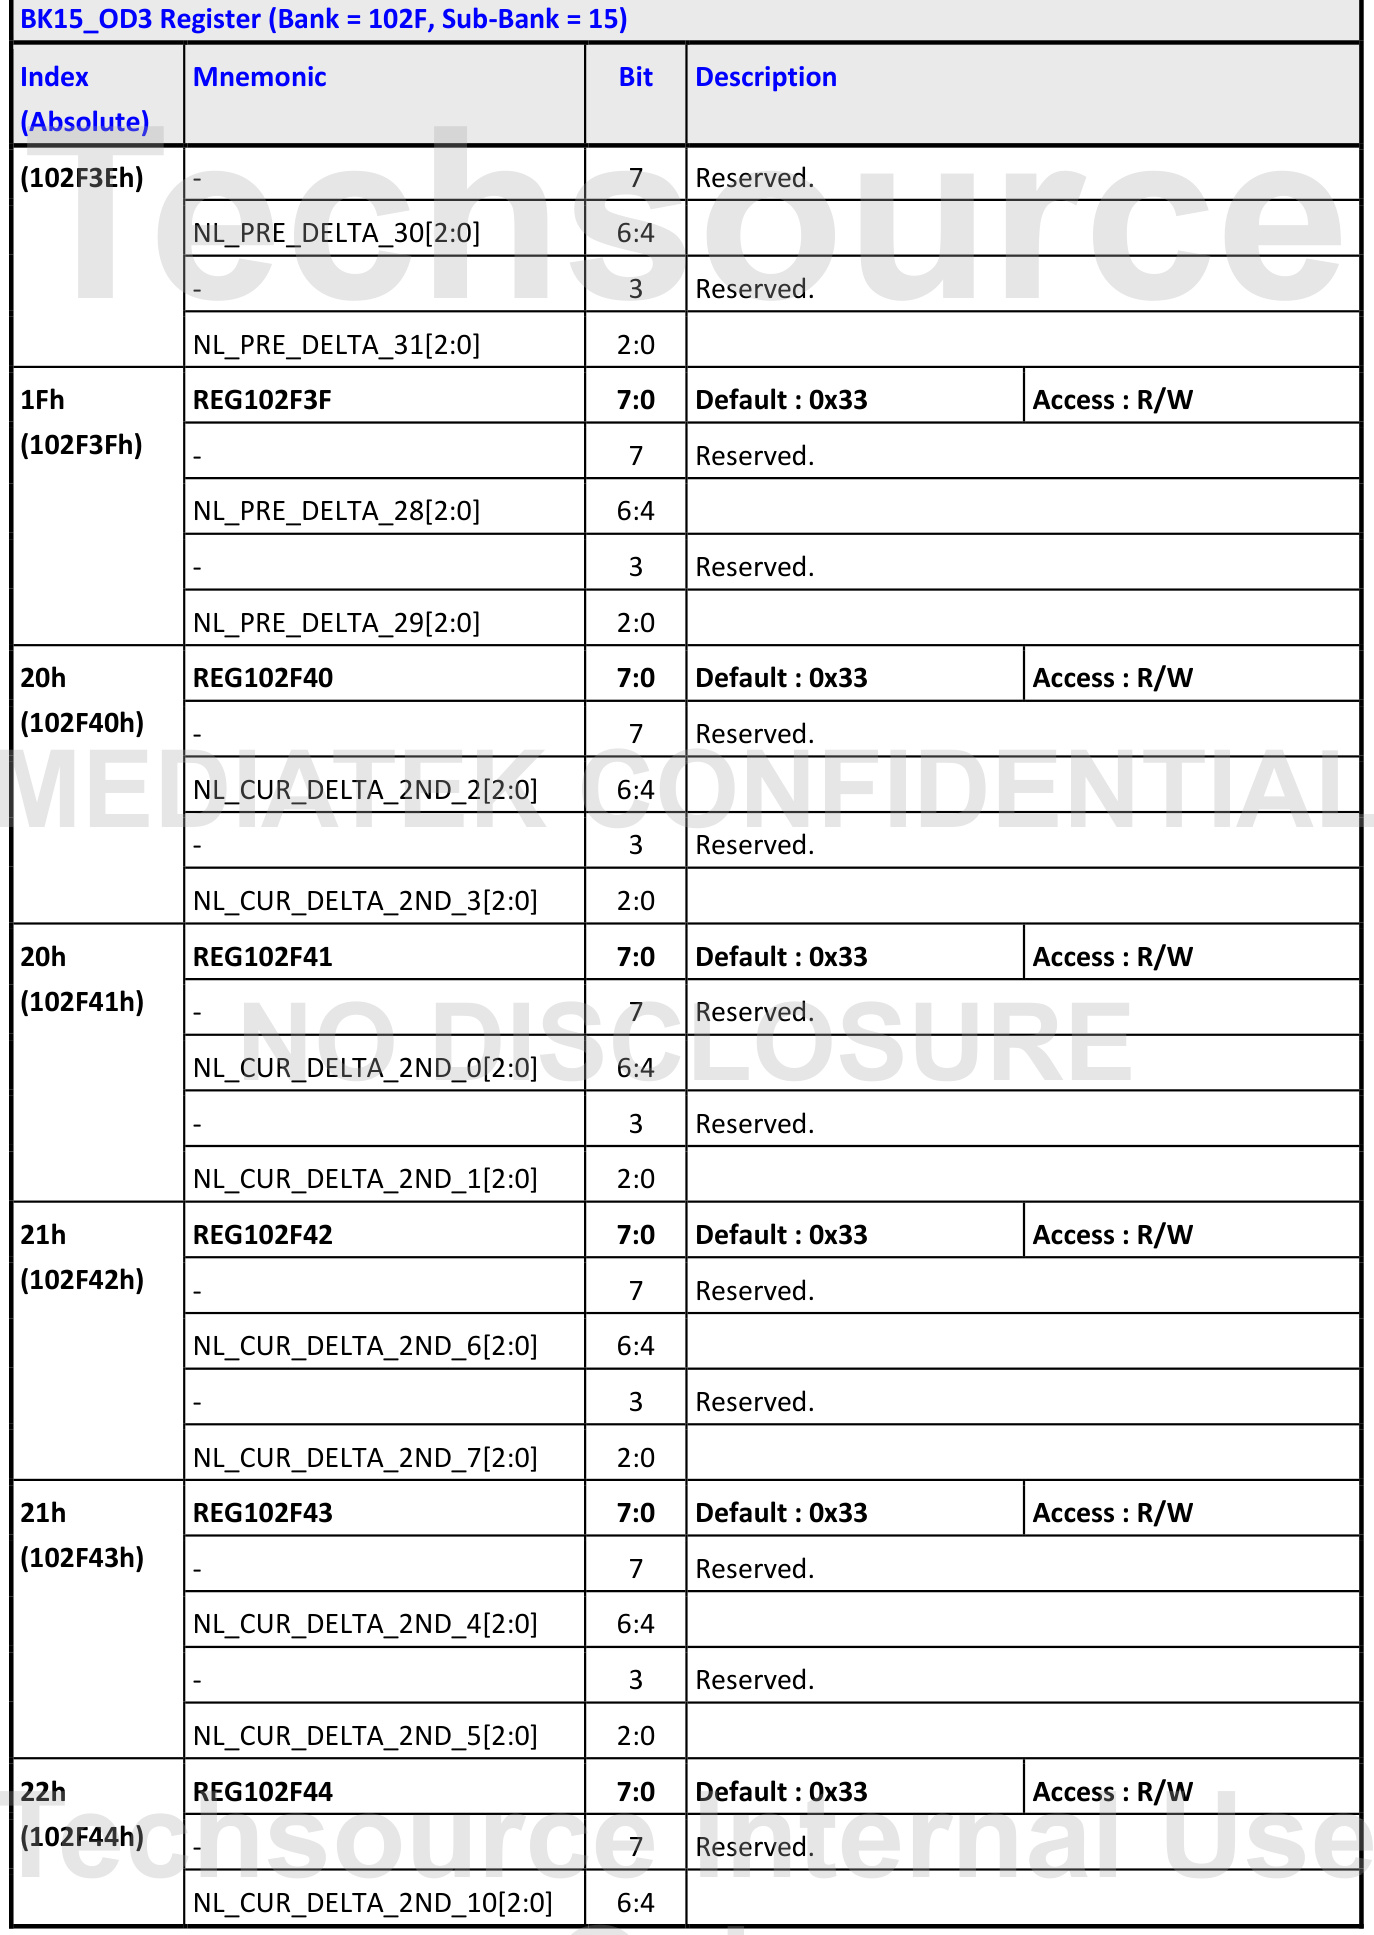 BK15_OD3 Register (Bank = 102F, Sub-Bank = 15)
Index (Absolute) Mnemonic Bit Description
(102F3Eh) - 7 Reserved.
NL_PRE_DELTA_30[2:0] 6:4
- 3 Reserved.
NL_PRE_DELTA_31[2:0] 2:0
Techsource
1Fh REG102F3F 7:0 Default : 0x33 Access : R/W
(102F3Fh) - 7 Reserved.
NL_PRE_DELTA_28[2:0] 6:4
- 3 Reserved.
NL_PRE_DELTA_29[2:0] 2:0
20h REG102F40 7:0 Default : 0x33 Access : R/W
(102F40h) - 7 Reserved.
NL_CUR_DELTA_2ND_2[2:0] 6:4
MEDIATEK CONFIDENTIAL
- 3 Reserved.
NL_CUR_DELTA_2ND_3[2:0] 2:0
20h REG102F41 7:0 Default : 0x33 Access : R/W
(102F41h) - 7 Reserved.
NO DISCLOSURE
NL_CUR_DELTA_2ND_0[2:0] 6:4
- 3 Reserved.
NL_CUR_DELTA_2ND_1[2:0] 2:0
21h REG102F42 7:0 Default : 0x33 Access : R/W
(102F42h) - 7 Reserved.
NL_CUR_DELTA_2ND_6[2:0] 6:4
- 3 Reserved.
NL_CUR_DELTA_2ND_7[2:0] 2:0
21h REG102F43 7:0 Default : 0x33 Access : R/W
(102F43h) - 7 Reserved.
NL_CUR_DELTA_2ND_4[2:0] 6:4
- 3 Reserved.
NL_CUR_DELTA_2ND_5[2:0] 2:0
22h REG102F44 7:0 Default : 0x33 Access : R/W
(102F44h) - 7 Reserved.
Techsource Internal Use
NL_CUR_DELTA_2ND_10[2:0] 6:4